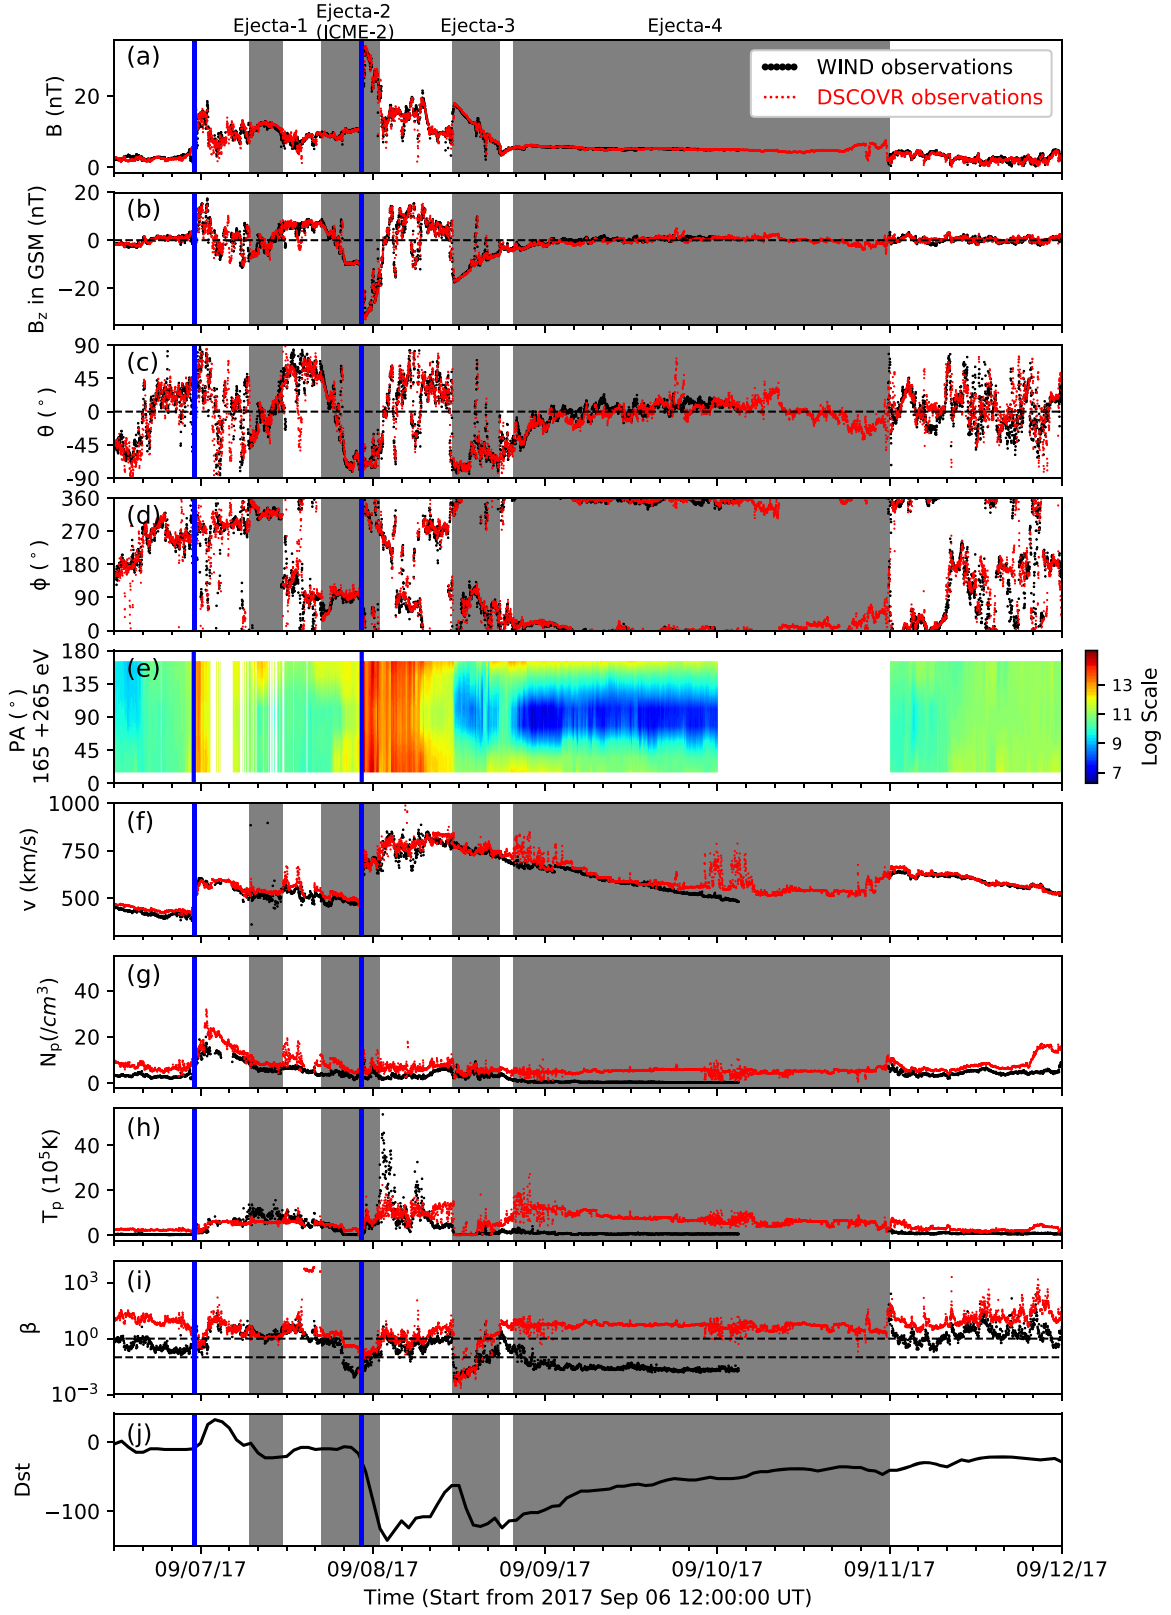 Ejecta-1
Ejecta-2
(ICME-2)
Ejecta-3
Ejecta-4
(a)
WIND observations
DSCOVR observations
B (nT)
20
0
(b)
B_z in GSM (nT)
20
0
−20
(c)
θ (°)
90
45
0
−45
−90
(d)
ϕ (°)
360
270
180
90
0
(e)
PA (°)
165 +265 eV
180
135
90
45
0
Log Scale
13
11
9
7
(f)
v (km/s)
1000
750
500
(g)
N_p(/cm^3)
40
20
0
(h)
T_p (10^5K)
40
20
0
(i)
β
10^3
10^0
10^−3
(j)
Dst
0
−100
09/07/17
09/08/17
09/09/17
09/10/17
09/11/17
09/12/17
Time (Start from 2017 Sep 06 12:00:00 UT)